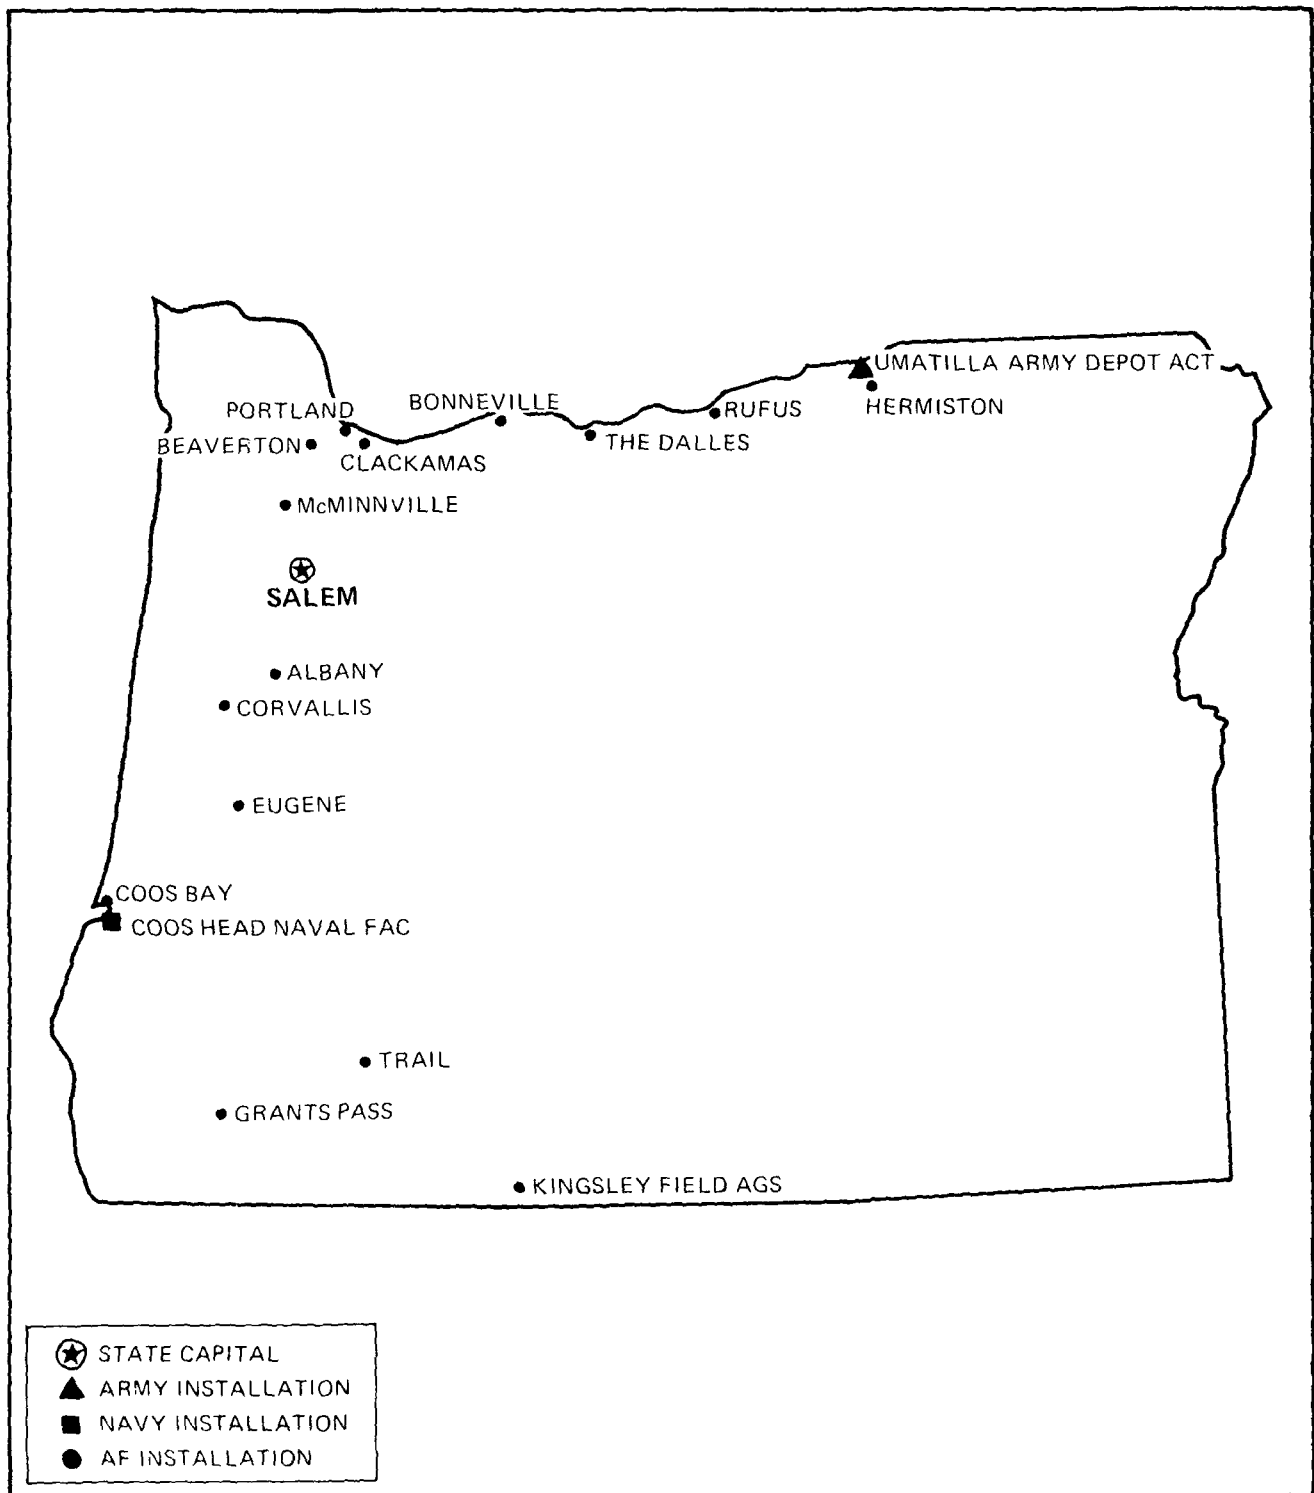 UMATILLA ARMY DEPOT ACT
HERMISTON
BONNEVILLE
RUFUS
PORTLAND
BEAVERTON
THE DALLES
CLACKAMAS
McMINNVILLE
SALEM
ALBANY
CORVALLIS
EUGENE
COOS BAY
COOS HEAD NAVAL FAC
TRAIL
GRANTS PASS
KINGSLEY FIELD AGS
STATE CAPITAL
ARMY INSTALLATION
NAVY INSTALLATION
AF INSTALLATION